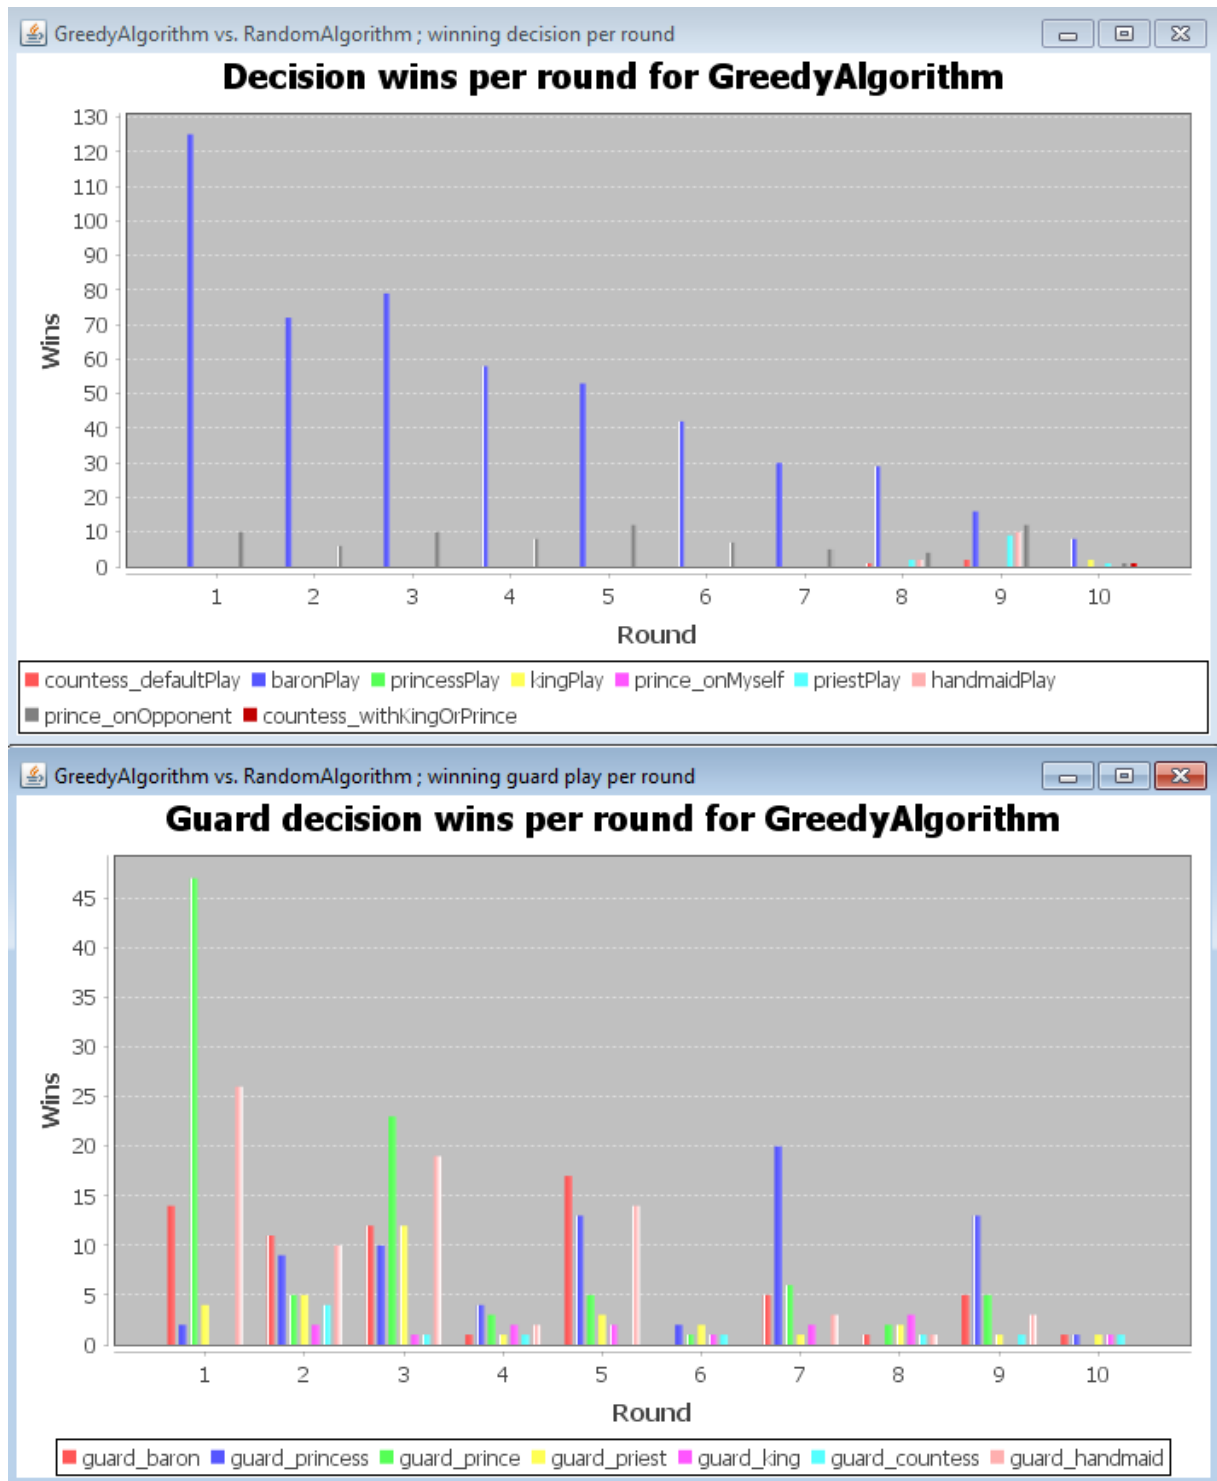 GreedyAlgorithm vs. RandomAlgorithm ; winning decision per round
Decision wins per round for GreedyAlgorithm
130
120
110
100
90
80
70
60
50
40
30
20
10
0
Wins
1 2 3 4 5 6 7 8 9 10
Round
countess_defaultPlay baronPlay princessPlay kingPlay prince_onMyself priestPlay handmaidPlay
prince_onOpponent countess_withKingOrPrince
GreedyAlgorithm vs. RandomAlgorithm ; winning guard play per round
Guard decision wins per round for GreedyAlgorithm
45
40
35
30
25
20
15
10
5
0
Wins
1 2 3 4 5 6 7 8 9 10
Round
guard_baron guard_princess guard_prince guard_priest guard_king guard_countess guard_handmaid